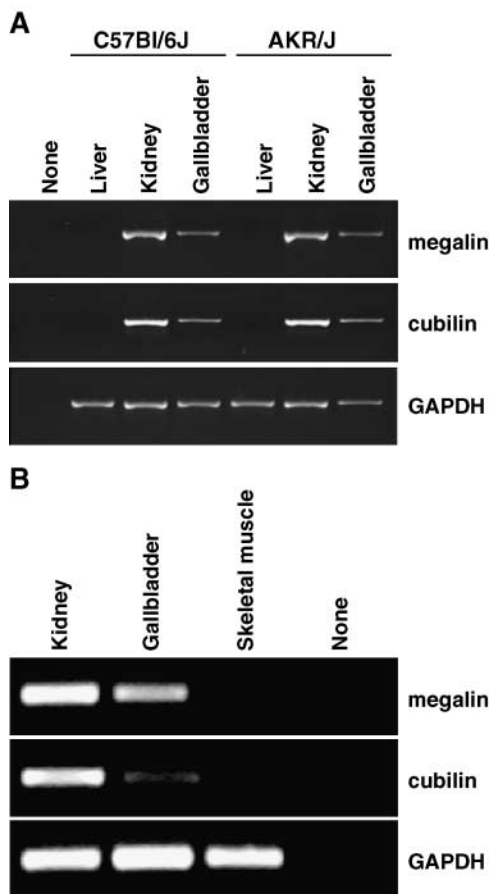 A
C57Bl/6J AKR/J
None Liver Kidney Gallbladder Liver Kidney Gallbladder
megalin
cubilin
GAPDH
B
Kidney Gallbladder Skeletal muscle None
megalin
cubilin
GAPDH